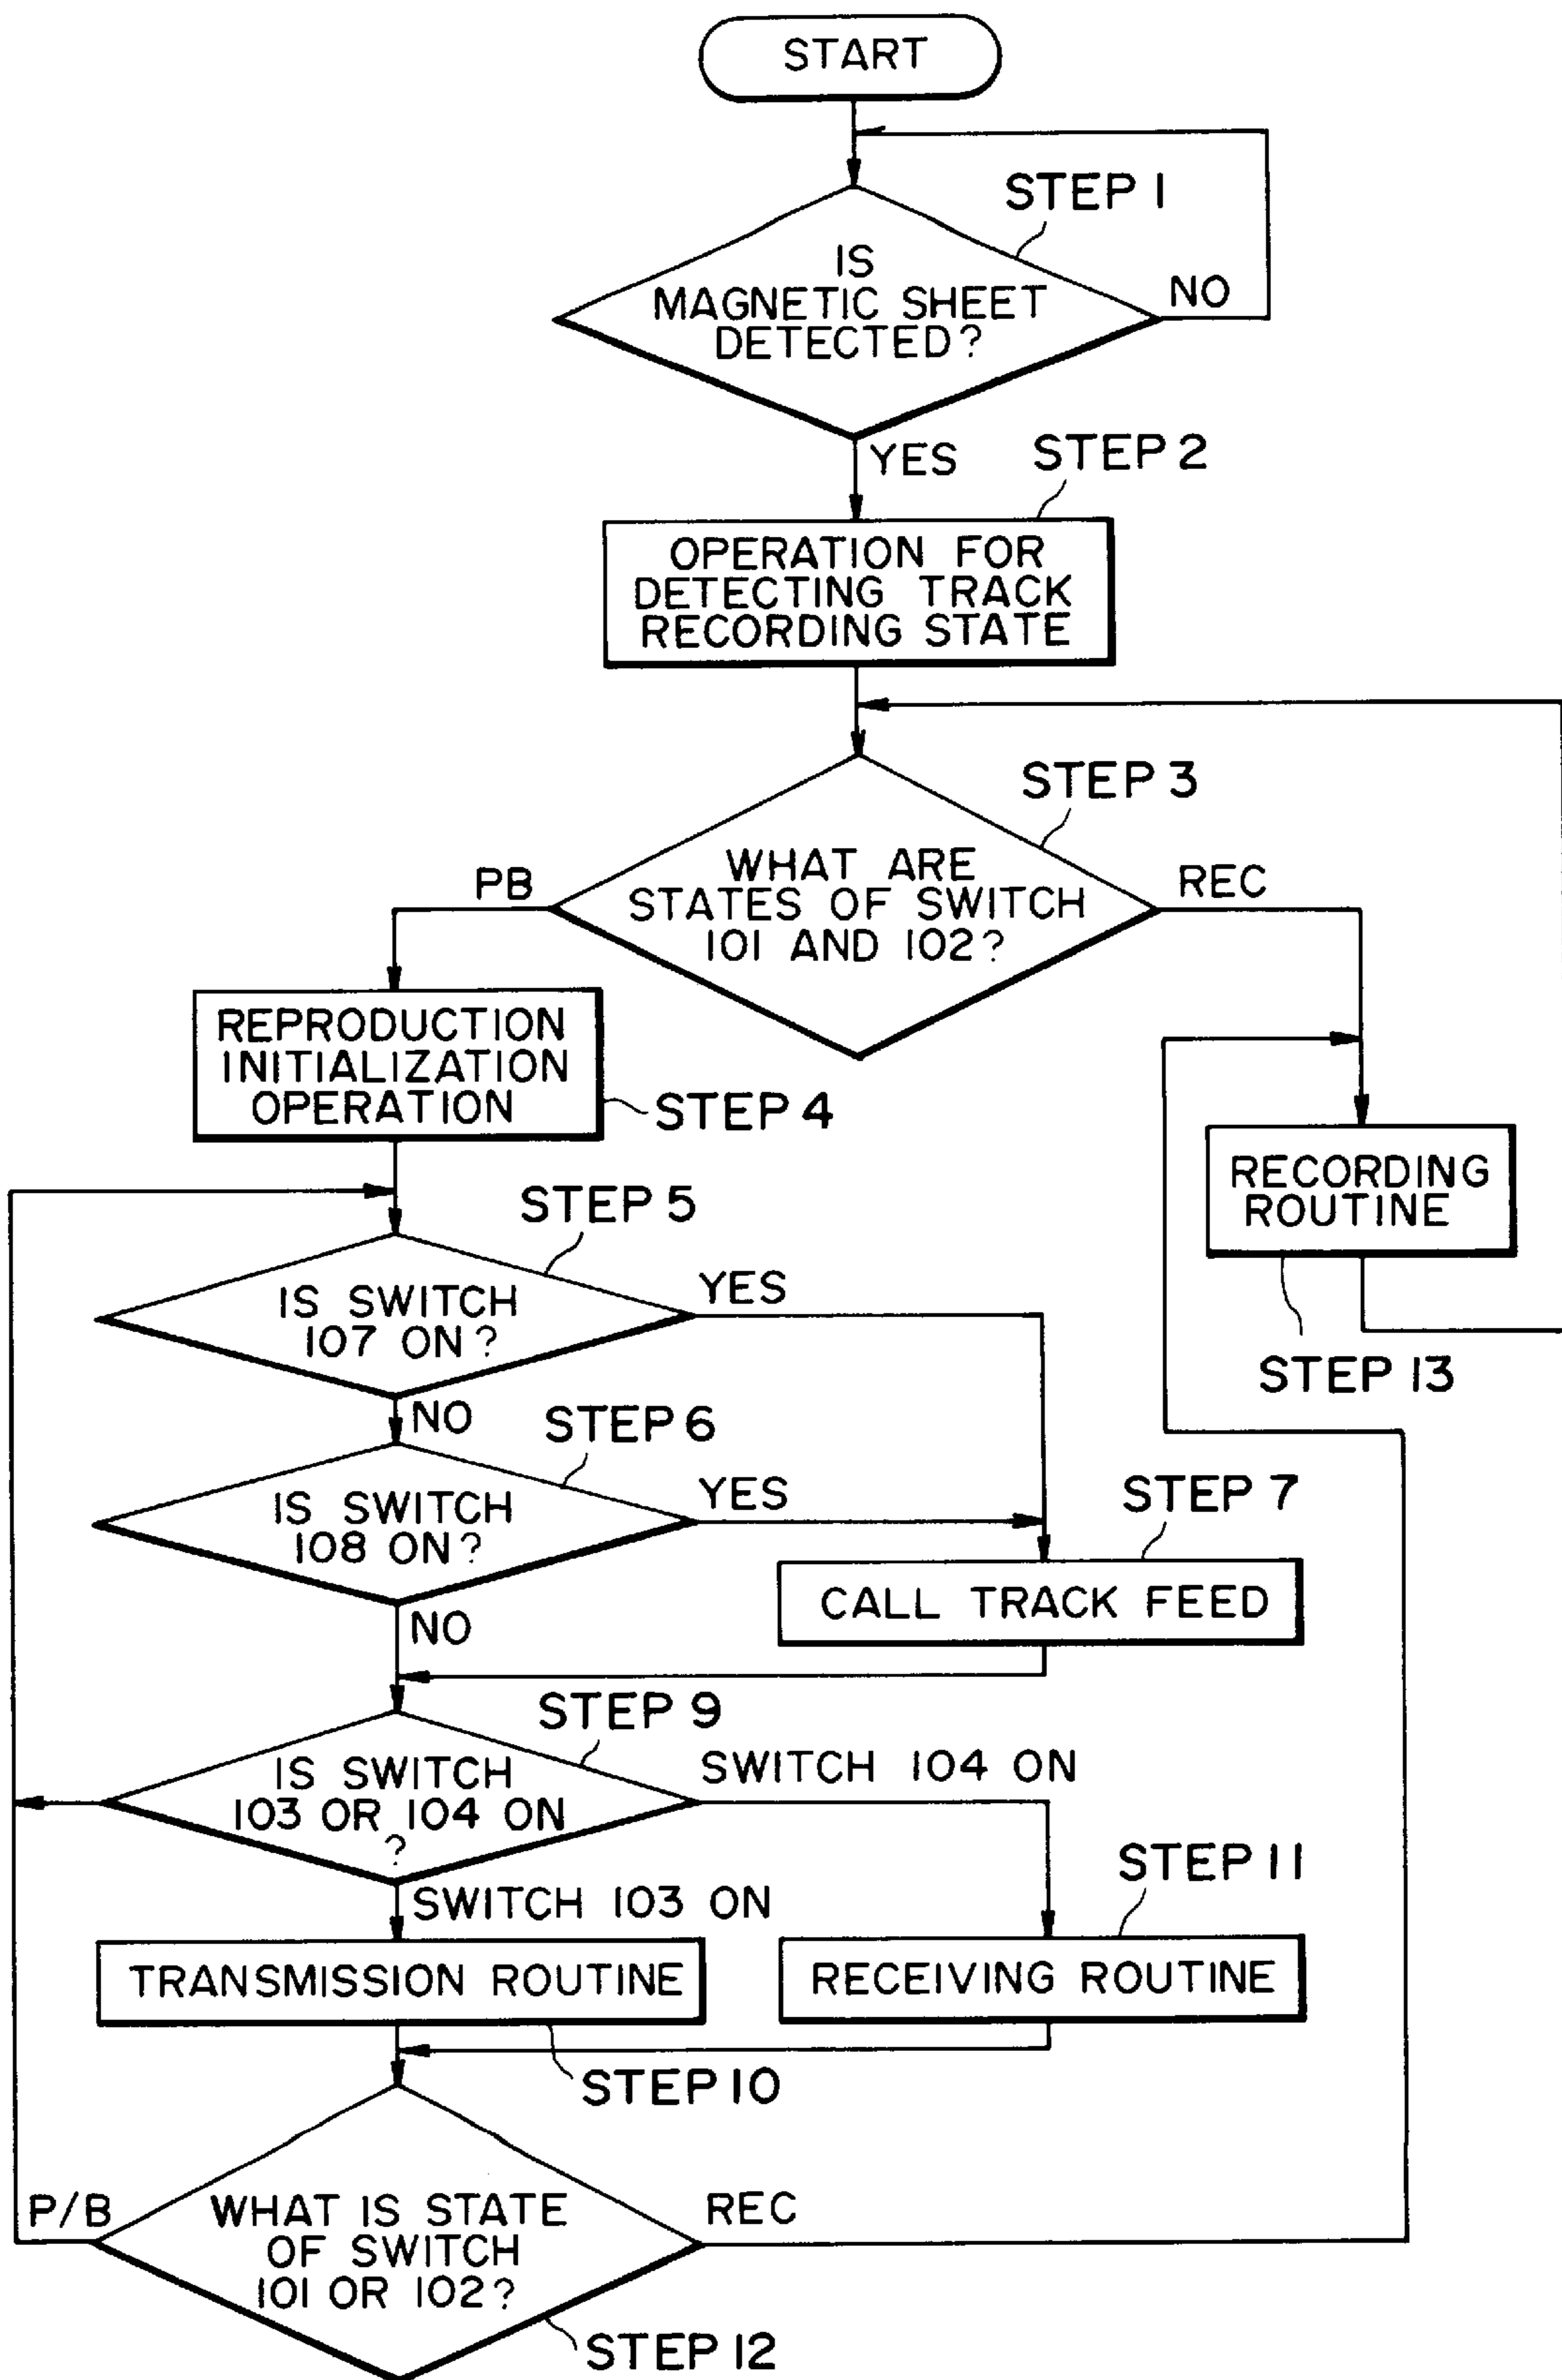 START
STEP 1
IS
MAGNETIC SHEET
DETECTED?
NO
YES
STEP 2
OPERATION FOR
DETECTING TRACK
RECORDING STATE
STEP 3
WHAT ARE
STATES OF SWITCH
101 AND 102?
PB
REC
REPRODUCTION
INITIALIZATION
OPERATION
STEP 4
RECORDING
ROUTINE
STEP 13
STEP 5
IS SWITCH
107 ON?
YES
NO
STEP 6
IS SWITCH
108 ON?
YES
NO
STEP 7
CALL TRACK FEED
STEP 9
IS SWITCH
103 OR 104 ON
?
SWITCH 104 ON
SWITCH 103 ON
STEP 11
TRANSMISSION ROUTINE
RECEIVING ROUTINE
STEP 10
P/B
WHAT IS STATE
OF SWITCH
101 OR 102?
REC
STEP 12